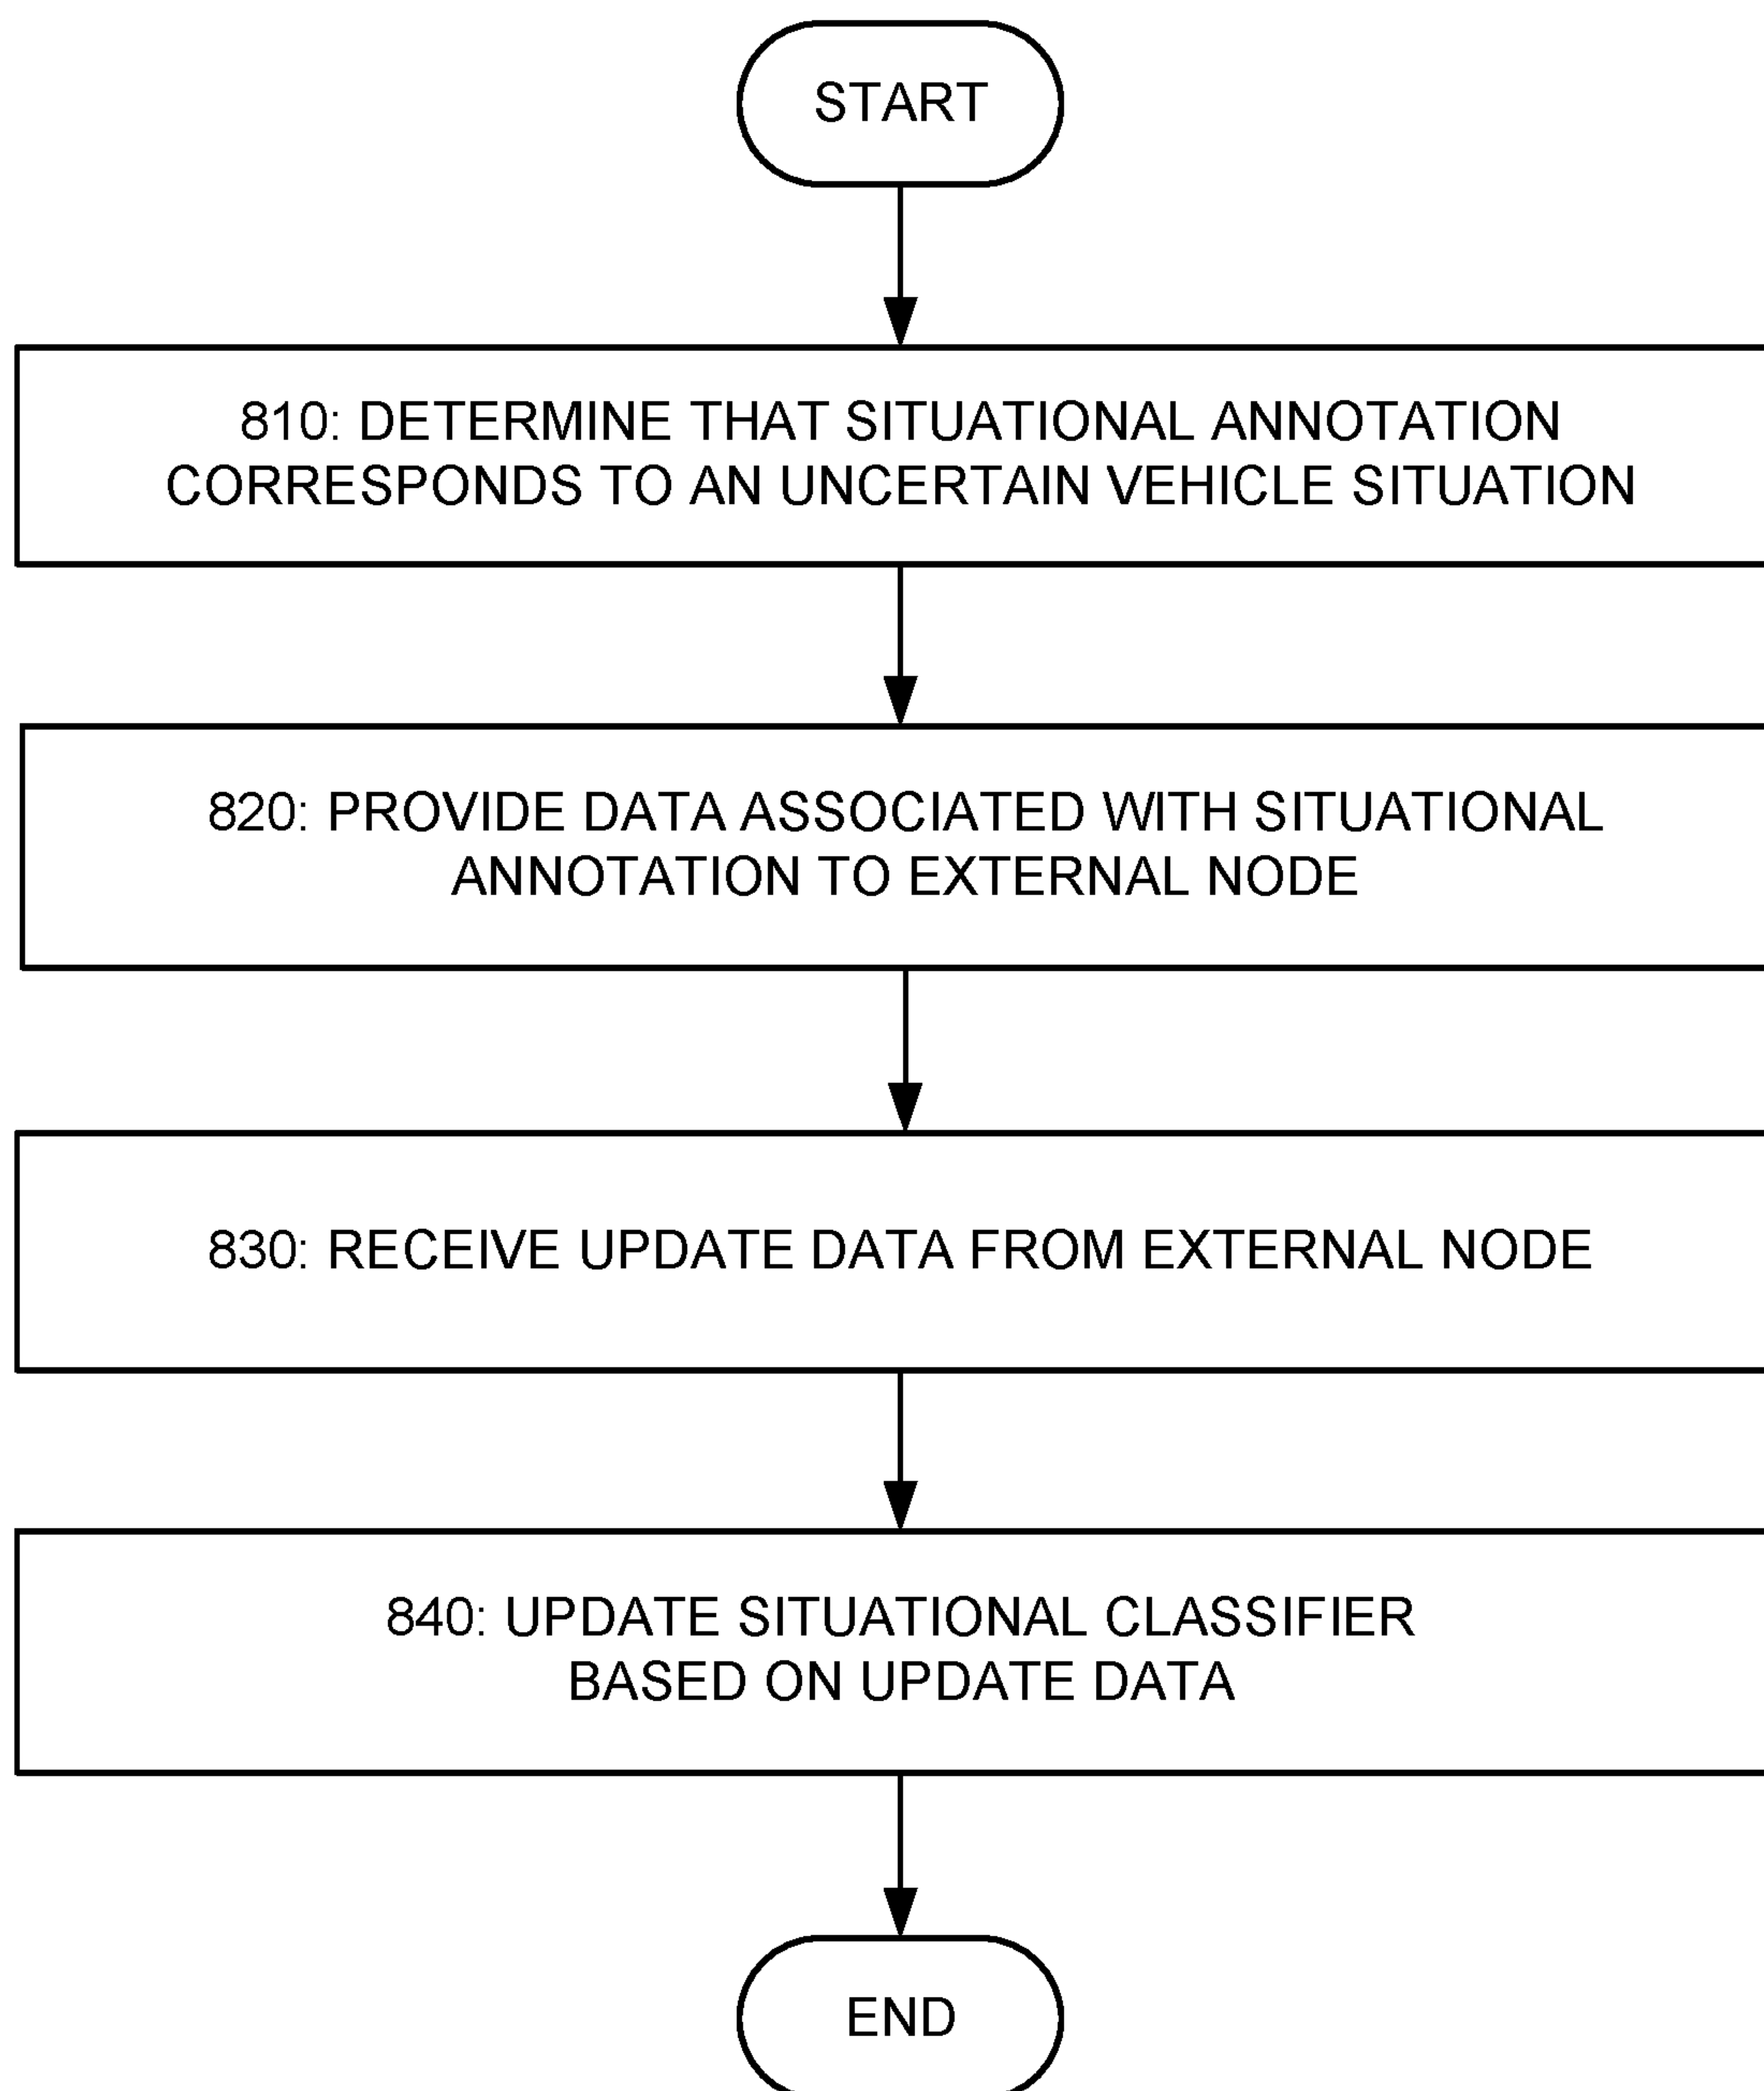 START
810: DETERMINE THAT SITUATIONAL ANNOTATION
CORRESPONDS TO AN UNCERTAIN VEHICLE SITUATION
820: PROVIDE DATA ASSOCIATED WITH SITUATIONAL
ANNOTATION TO EXTERNAL NODE
830: RECEIVE UPDATE DATA FROM EXTERNAL NODE
840: UPDATE SITUATIONAL CLASSIFIER
BASED ON UPDATE DATA
END